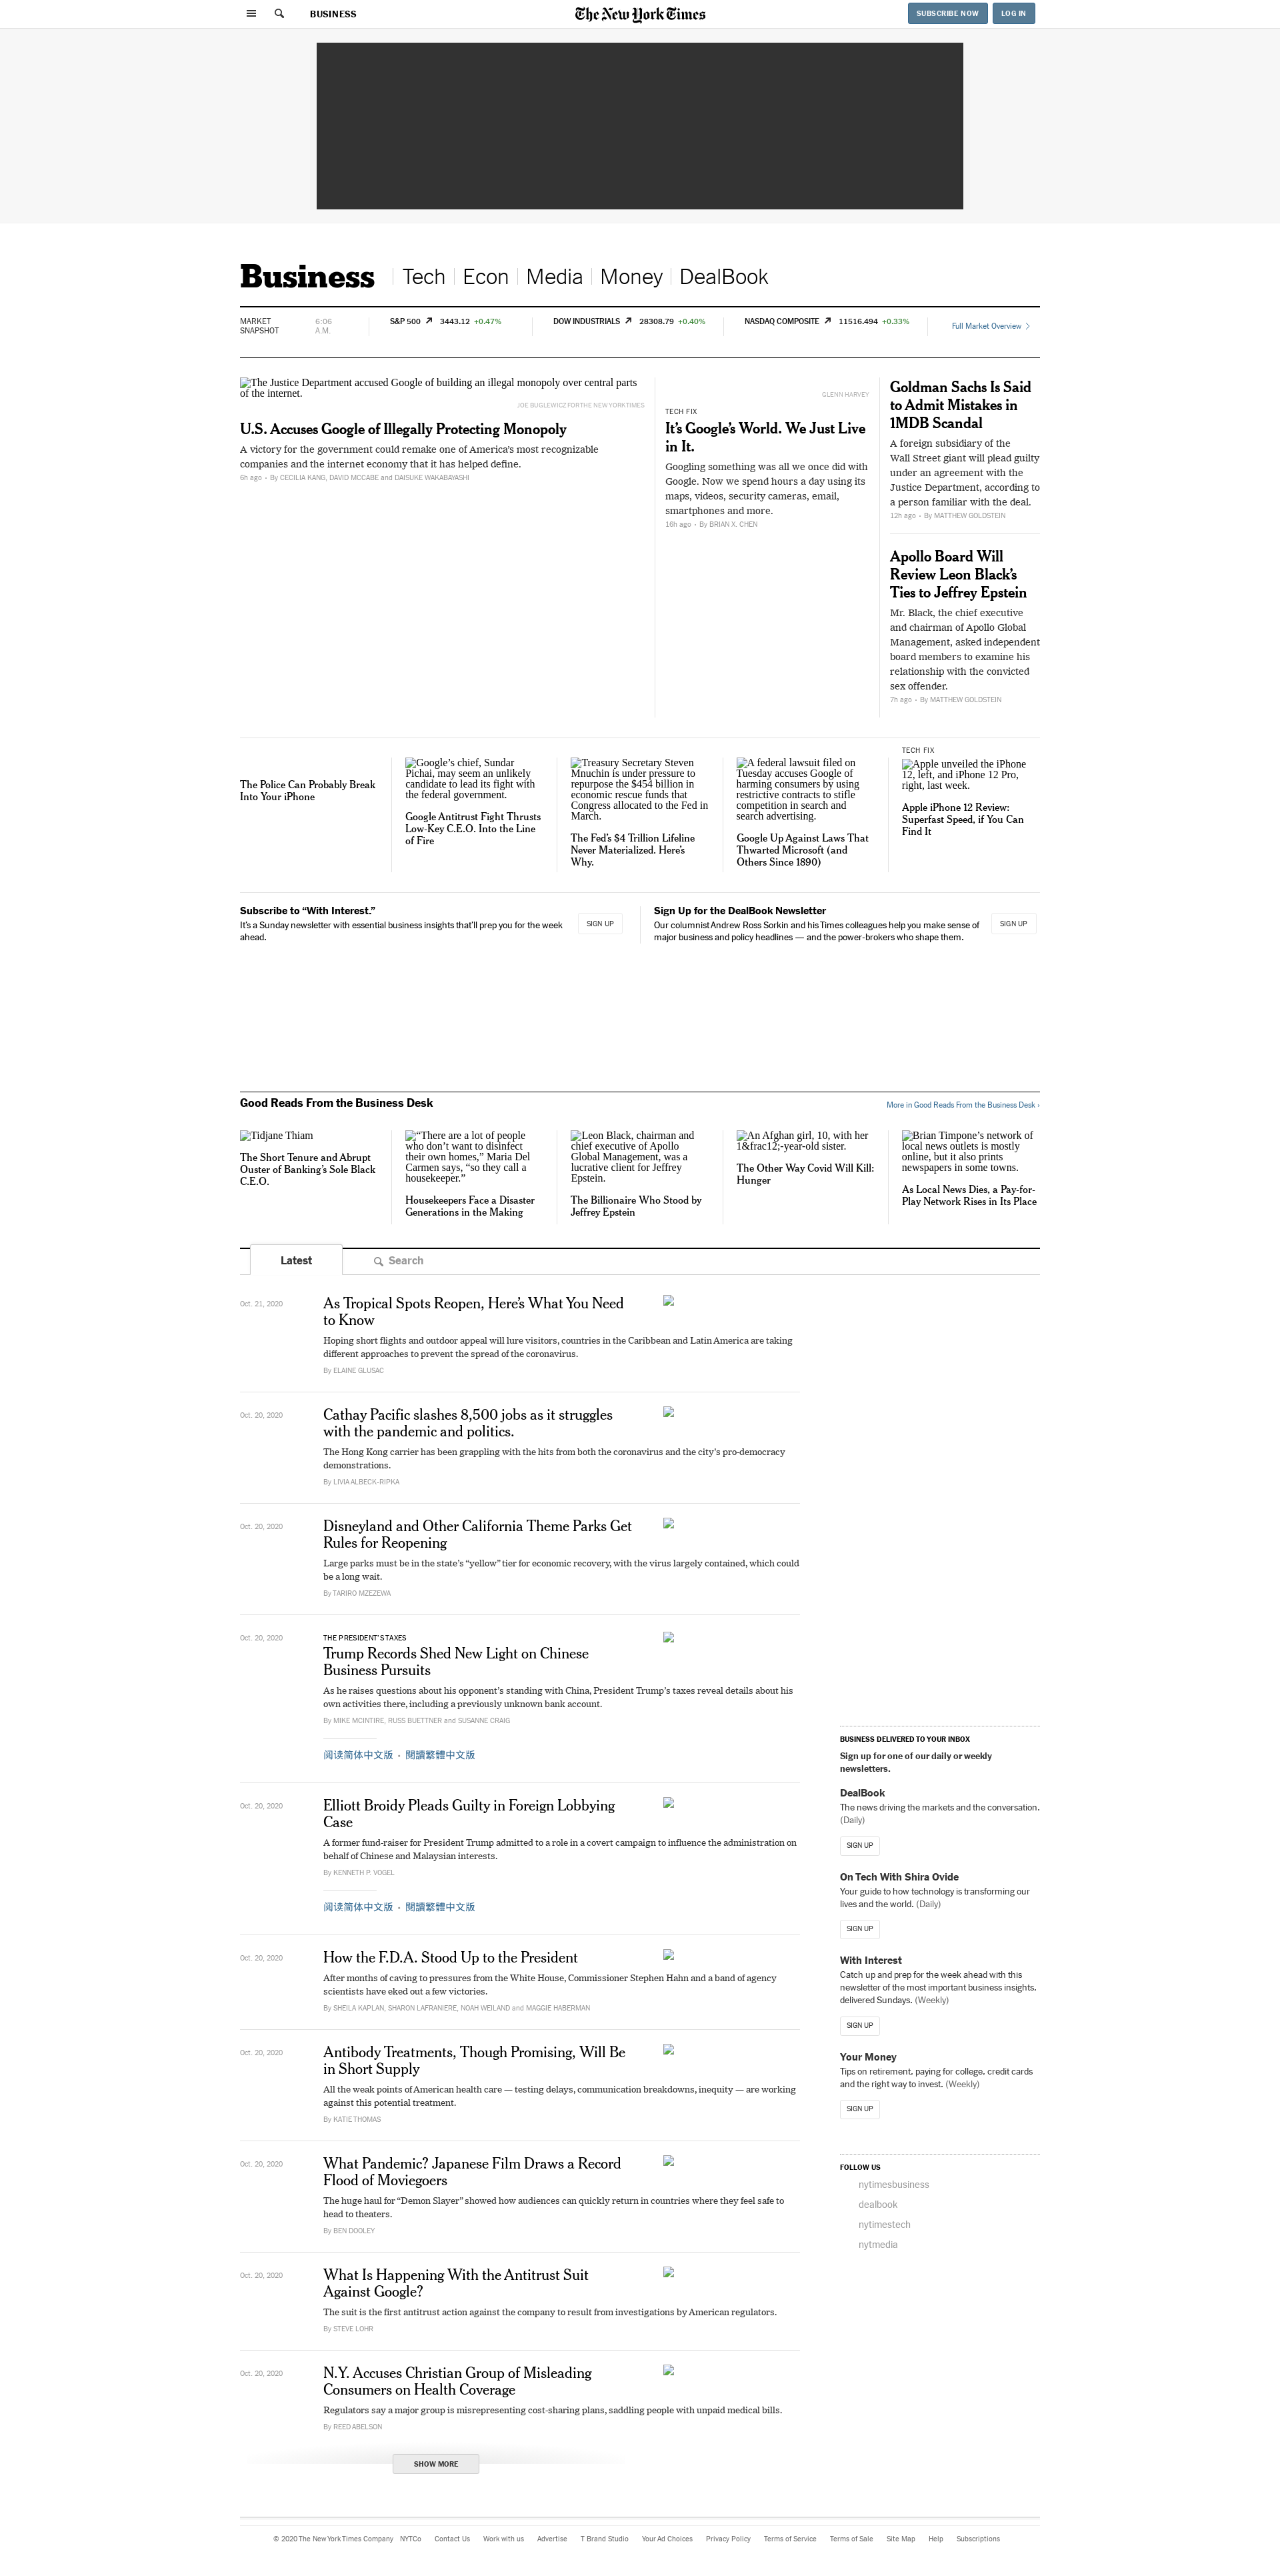 BUSINESS
The New York Times
SUBSCRIBE NOW
LOG IN
Business
Tech
Econ
Media
Money
DealBook
MARKET
SNAPSHOT
6:06
A.M.
S&P 500 3443.12 +0.47%
DOW INDUSTRIALS 28308.79 +0.40%
NASDAQ COMPOSITE 11516.494 +0.33%
Full Market Overview
The Justice Department accused Google of building an illegal monopoly over central parts
of the internet.
JOE BUGLEWICZ FOR THE NEW YORK TIMES
U.S. Accuses Google of Illegally Protecting Monopoly
A victory for the government could remake one of America's most recognizable
companies and the internet economy that it has helped define.
6h ago • By CECILIA KANG, DAVID MCCABE and DAISUKE WAKABAYASHI
GLENN HARVEY
TECH FIX
It's Google's World. We Just Live
in It.
Googling something was all we once did with
Google. Now we spend hours a day using its
maps, videos, security cameras, email,
smartphones and more.
16h ago • By BRIAN X. CHEN
Goldman Sachs Is Said
to Admit Mistakes in
1MDB Scandal
A foreign subsidiary of the
Wall Street giant will plead guilty
under an agreement with the
Justice Department, according to
a person familiar with the deal.
12h ago • By MATTHEW GOLDSTEIN
Apollo Board Will
Review Leon Black's
Ties to Jeffrey Epstein
Mr. Black, the chief executive
and chairman of Apollo Global
Management, asked independent
board members to examine his
relationship with the convicted
sex offender.
7h ago • By MATTHEW GOLDSTEIN
The Police Can Probably Break
Into Your iPhone
Google's chief, Sundar
Pichai, may seem an unlikely
candidate to lead its fight with
the federal government.
Google Antitrust Fight Thrusts
Low-Key C.E.O. Into the Line
of Fire
Treasury Secretary Steven
Mnuchin is under pressure to
repurpose the $454 billion in
economic rescue funds that
Congress allocated to the Fed in
March.
The Fed's $4 Trillion Lifeline
Never Materialized. Here's
Why.
A federal lawsuit filed on
Tuesday accuses Google of
harming consumers by using
restrictive contracts to stifle
competition in search and
search advertising.
Google Up Against Laws That
Thwarted Microsoft (and
Others Since 1890)
TECH FIX
Apple unveiled the iPhone
12, left, and iPhone 12 Pro,
right, last week.
Apple iPhone 12 Review:
Superfast Speed, if You Can
Find It
Subscribe to “With Interest.”
It's a Sunday newsletter with essential business insights that'll prep you for the week
ahead.
SIGN UP
Sign Up for the DealBook Newsletter
Our columnist Andrew Ross Sorkin and his Times colleagues help you make sense of
major business and policy headlines — and the power-brokers who shape them.
SIGN UP
Good Reads From the Business Desk
More in Good Reads From the Business Desk ›
Tidjane Thiam
The Short Tenure and Abrupt
Ouster of Banking's Sole Black
C.E.O.
“There are a lot of people
who don't want to disinfect
their own homes,” Maria Del
Carmen says, “so they call a
housekeeper.”
Housekeepers Face a Disaster
Generations in the Making
Leon Black, chairman and
chief executive of Apollo
Global Management, was a
lucrative client for Jeffrey
Epstein.
The Billionaire Who Stood by
Jeffrey Epstein
An Afghan girl, 10, with her
1&frac12;-year-old sister.
The Other Way Covid Will Kill:
Hunger
Brian Timpone's network of
local news outlets is mostly
online, but it also prints
newspapers in some towns.
As Local News Dies, a Pay-for-
Play Network Rises in Its Place
Latest
Search
Oct. 21, 2020
As Tropical Spots Reopen, Here's What You Need
to Know
Hoping short flights and outdoor appeal will lure visitors, countries in the Caribbean and Latin America are taking
different approaches to prevent the spread of the coronavirus.
By ELAINE GLUSAC
Oct. 20, 2020
Cathay Pacific slashes 8,500 jobs as it struggles
with the pandemic and politics.
The Hong Kong carrier has been grappling with the hits from both the coronavirus and the city's pro-democracy
demonstrations.
By LIVIA ALBECK-RIPKA
Oct. 20, 2020
Disneyland and Other California Theme Parks Get
Rules for Reopening
Large parks must be in the state's “yellow” tier for economic recovery, with the virus largely contained, which could
be a long wait.
By TARIRO MZEZEWA
Oct. 20, 2020
THE PRESIDENT'S TAXES
Trump Records Shed New Light on Chinese
Business Pursuits
As he raises questions about his opponent's standing with China, President Trump's taxes reveal details about his
own activities there, including a previously unknown bank account.
By MIKE MCINTIRE, RUSS BUETTNER and SUSANNE CRAIG
阅读简体中文版 • 閱讀繁體中文版
Oct. 20, 2020
Elliott Broidy Pleads Guilty in Foreign Lobbying
Case
A former fund-raiser for President Trump admitted to a role in a covert campaign to influence the administration on
behalf of Chinese and Malaysian interests.
By KENNETH P. VOGEL
阅读简体中文版 • 閱讀繁體中文版
Oct. 20, 2020
How the F.D.A. Stood Up to the President
After months of caving to pressures from the White House, Commissioner Stephen Hahn and a band of agency
scientists have eked out a few victories.
By SHEILA KAPLAN, SHARON LAFRANIERE, NOAH WEILAND and MAGGIE HABERMAN
Oct. 20, 2020
Antibody Treatments, Though Promising, Will Be
in Short Supply
All the weak points of American health care — testing delays, communication breakdowns, inequity — are working
against this potential treatment.
By KATIE THOMAS
Oct. 20, 2020
What Pandemic? Japanese Film Draws a Record
Flood of Moviegoers
The huge haul for “Demon Slayer” showed how audiences can quickly return in countries where they feel safe to
head to theaters.
By BEN DOOLEY
Oct. 20, 2020
What Is Happening With the Antitrust Suit
Against Google?
The suit is the first antitrust action against the company to result from investigations by American regulators.
By STEVE LOHR
Oct. 20, 2020
N.Y. Accuses Christian Group of Misleading
Consumers on Health Coverage
Regulators say a major group is misrepresenting cost-sharing plans, saddling people with unpaid medical bills.
By REED ABELSON
SHOW MORE
BUSINESS DELIVERED TO YOUR INBOX
Sign up for one of our daily or weekly
newsletters.
DealBook
The news driving the markets and the conversation.
(Daily)
SIGN UP
On Tech With Shira Ovide
Your guide to how technology is transforming our
lives and the world. (Daily)
SIGN UP
With Interest
Catch up and prep for the week ahead with this
newsletter of the most important business insights,
delivered Sundays. (Weekly)
SIGN UP
Your Money
Tips on retirement, paying for college, credit cards
and the right way to invest. (Weekly)
SIGN UP
FOLLOW US
nytimesbusiness
dealbook
nytimestech
nytmedia
© 2020 The New York Times Company NYTCo Contact Us Work with us Advertise T Brand Studio Your Ad Choices Privacy Policy Terms of Service Terms of Sale Site Map Help Subscriptions